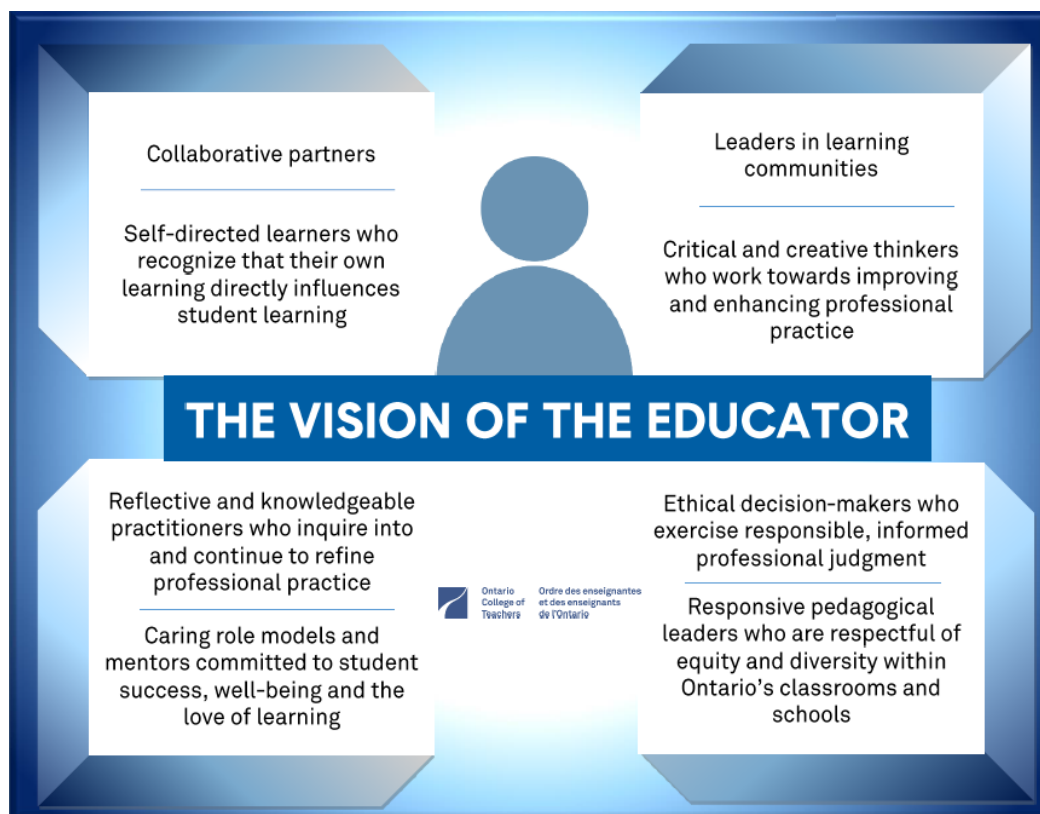 Collaborative partners
Self-directed learners who
recognize that their own
learning directly influences
student learning
Leaders in learning
communities
Critical and creative thinkers
who work towards improving
and enhancing professional
practice
THE VISION OF THE EDUCATOR
Reflective and knowledgeable
practitioners who inquire into
and continue to refine
professional practice
Caring role models and
mentors committed to student
success, well-being and the
love of learning
Ontario
College of
Teachers
Ordre des enseignantes
et des enseignants
de l'Ontario
Ethical decision-makers who
exercise responsible, informed
professional judgment
Responsive pedagogical
leaders who are respectful of
equity and diversity within
Ontario's classrooms and
schools